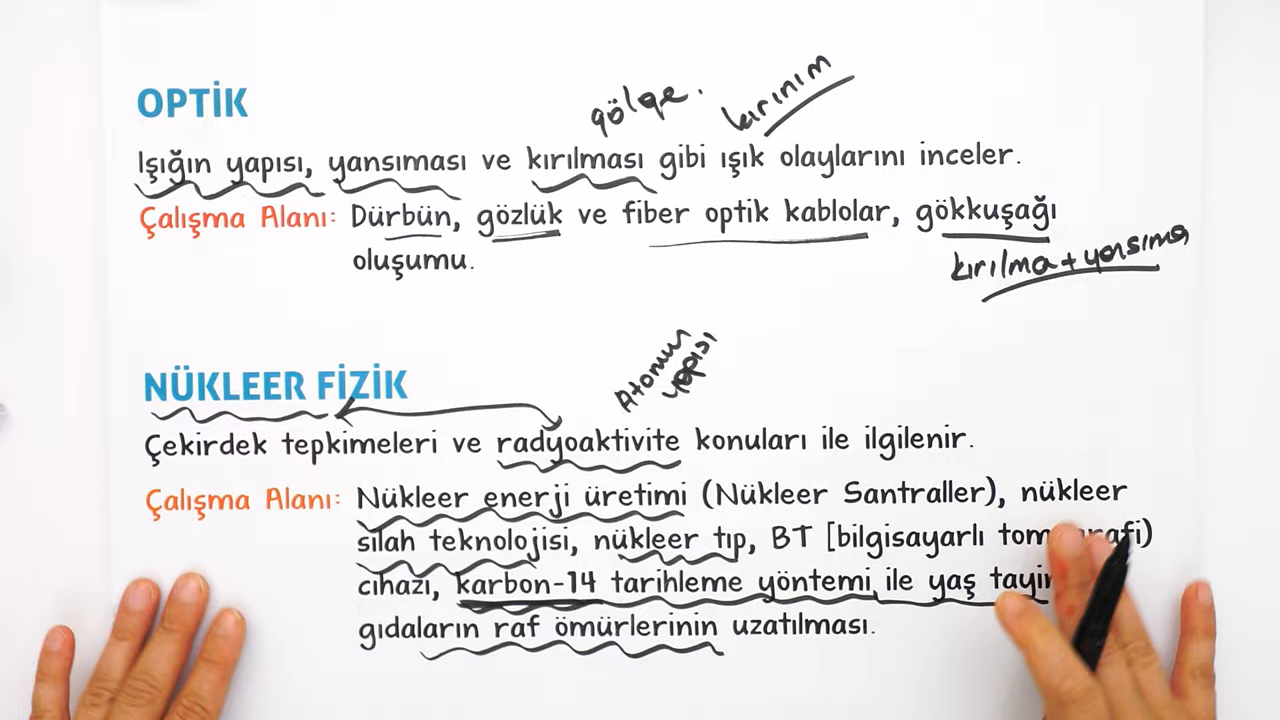 gölge. kırınım
OPTİK
Işığın yapısı, yansıması ve kırılması gibi ışık olaylarını inceler.
Çalışma Alanı: Dürbün, gözlük ve fiber optik kablolar, gökkuşağı
oluşumu.
kırılma + yansıma
Atomun
yapısı
NÜKLEER FİZİK
Çekirdek tepkimeleri ve radyoaktivite konuları ile ilgilenir.
Çalışma Alanı: Nükleer enerji üretimi (Nükleer Santraller), nükleer
silah teknolojisi, nükleer tıp, BT [bilgisayarlı tomografi)
cihazı, karbon-14 tarihleme yöntemi ile yaş
gıdaların raf ömürlerinin uzatılması.